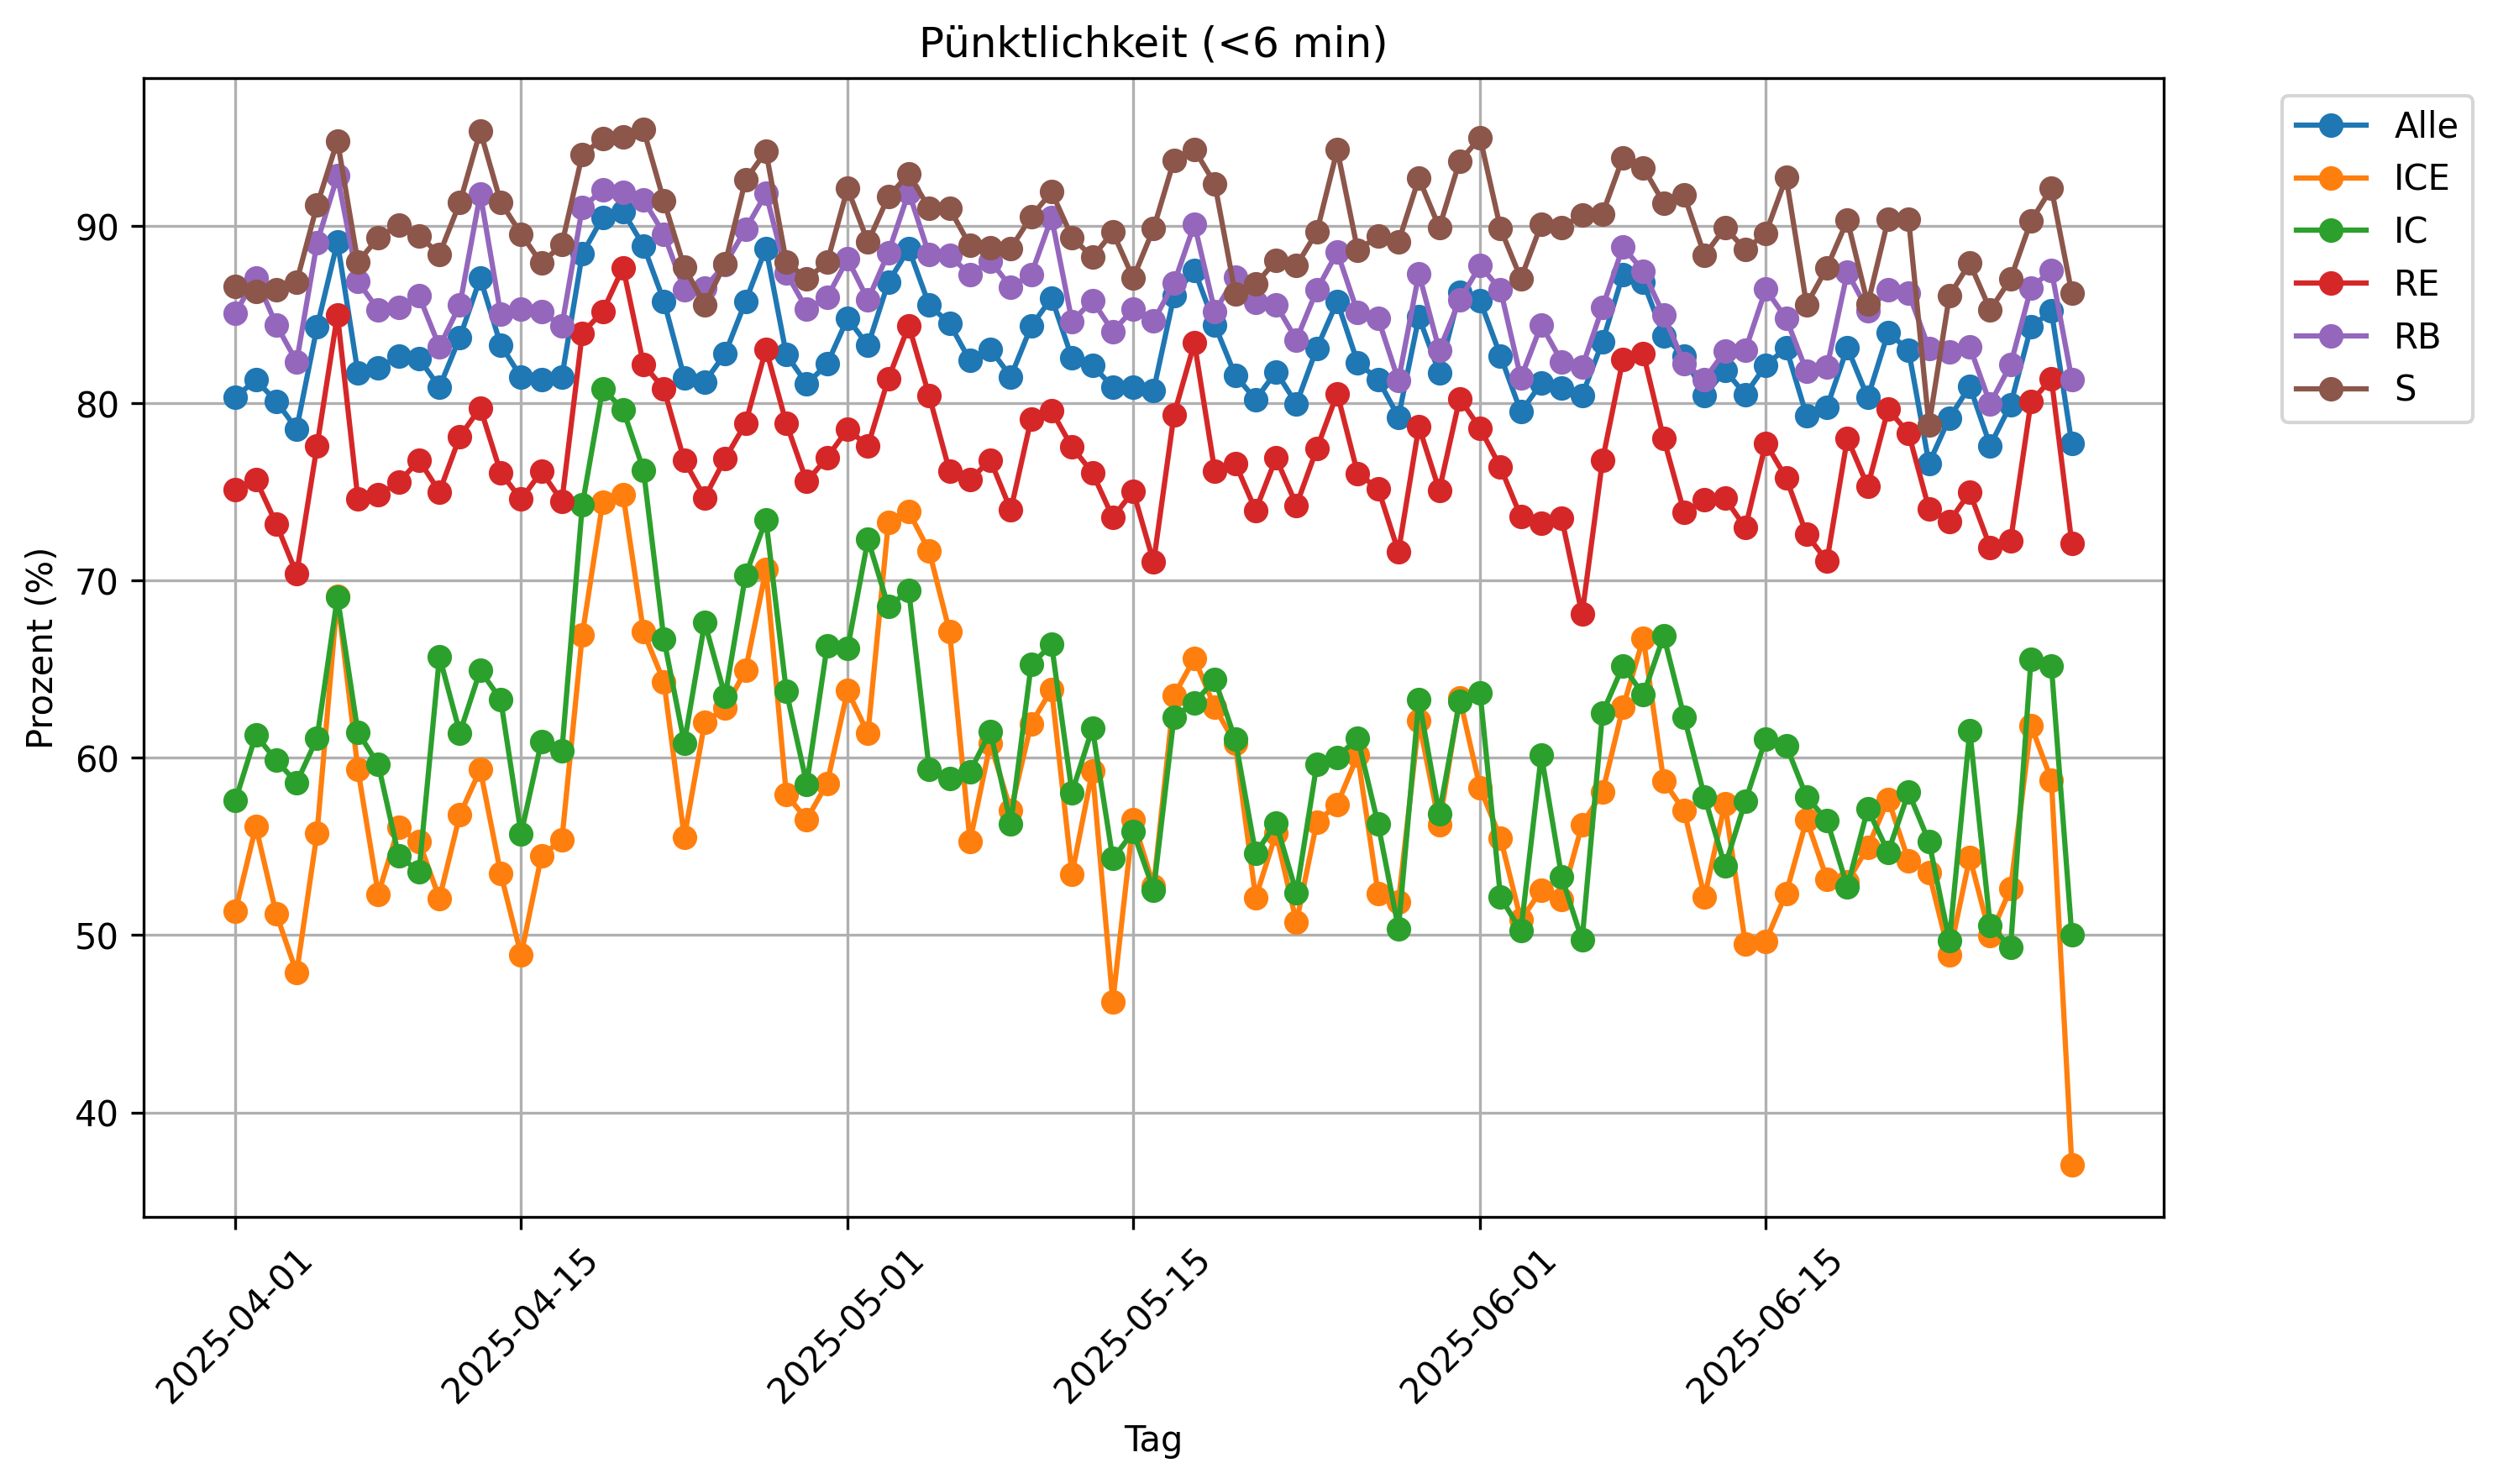 Pünktlichkeit (<6 min)
Prozent (%)
90
80
70
60
50
40
2025-04-01
2025-04-15
2025-05-01
2025-05-15
2025-06-01
2025-06-15
Tag
Alle
ICE
IC
RE
RB
S